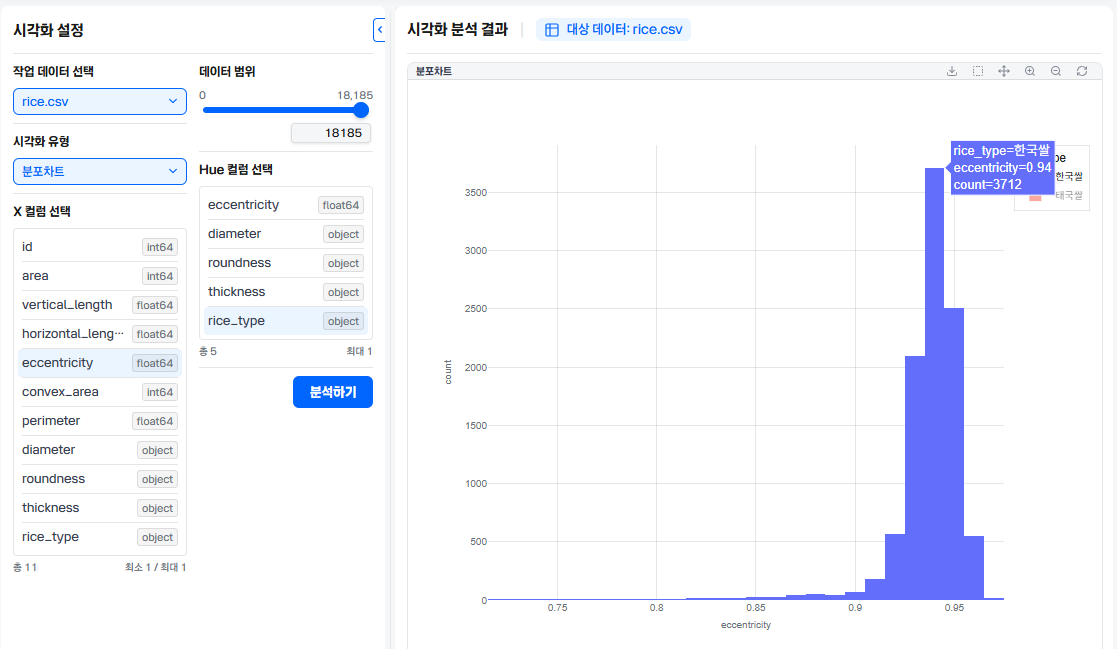 시각화 설정
작업 데이터 선택
rice.csv
시각화 유형
분포차트
X 컬럼 선택
id int64
area int64
vertical_length float64
horizontal_leng··· float64
eccentricity float64
convex_area int64
perimeter float64
diameter object
roundness object
thickness object
rice_type object
총 11 최소 1 / 최대 1
데이터 범위
0 18,185
18185
Hue 컬럼 선택
eccentricity float64
diameter object
roundness object
thickness object
rice_type object
총 5 최대 1
분석하기
시각화 분석 결과
대상 데이터: rice.csv
분포차트
rice_type=한국쌀
eccentricity=0.94
count=3712
한국쌀
태국쌀
3500
3000
2500
2000
1500
1000
500
0
count
0.75 0.8 0.85 0.9 0.95
eccentricity